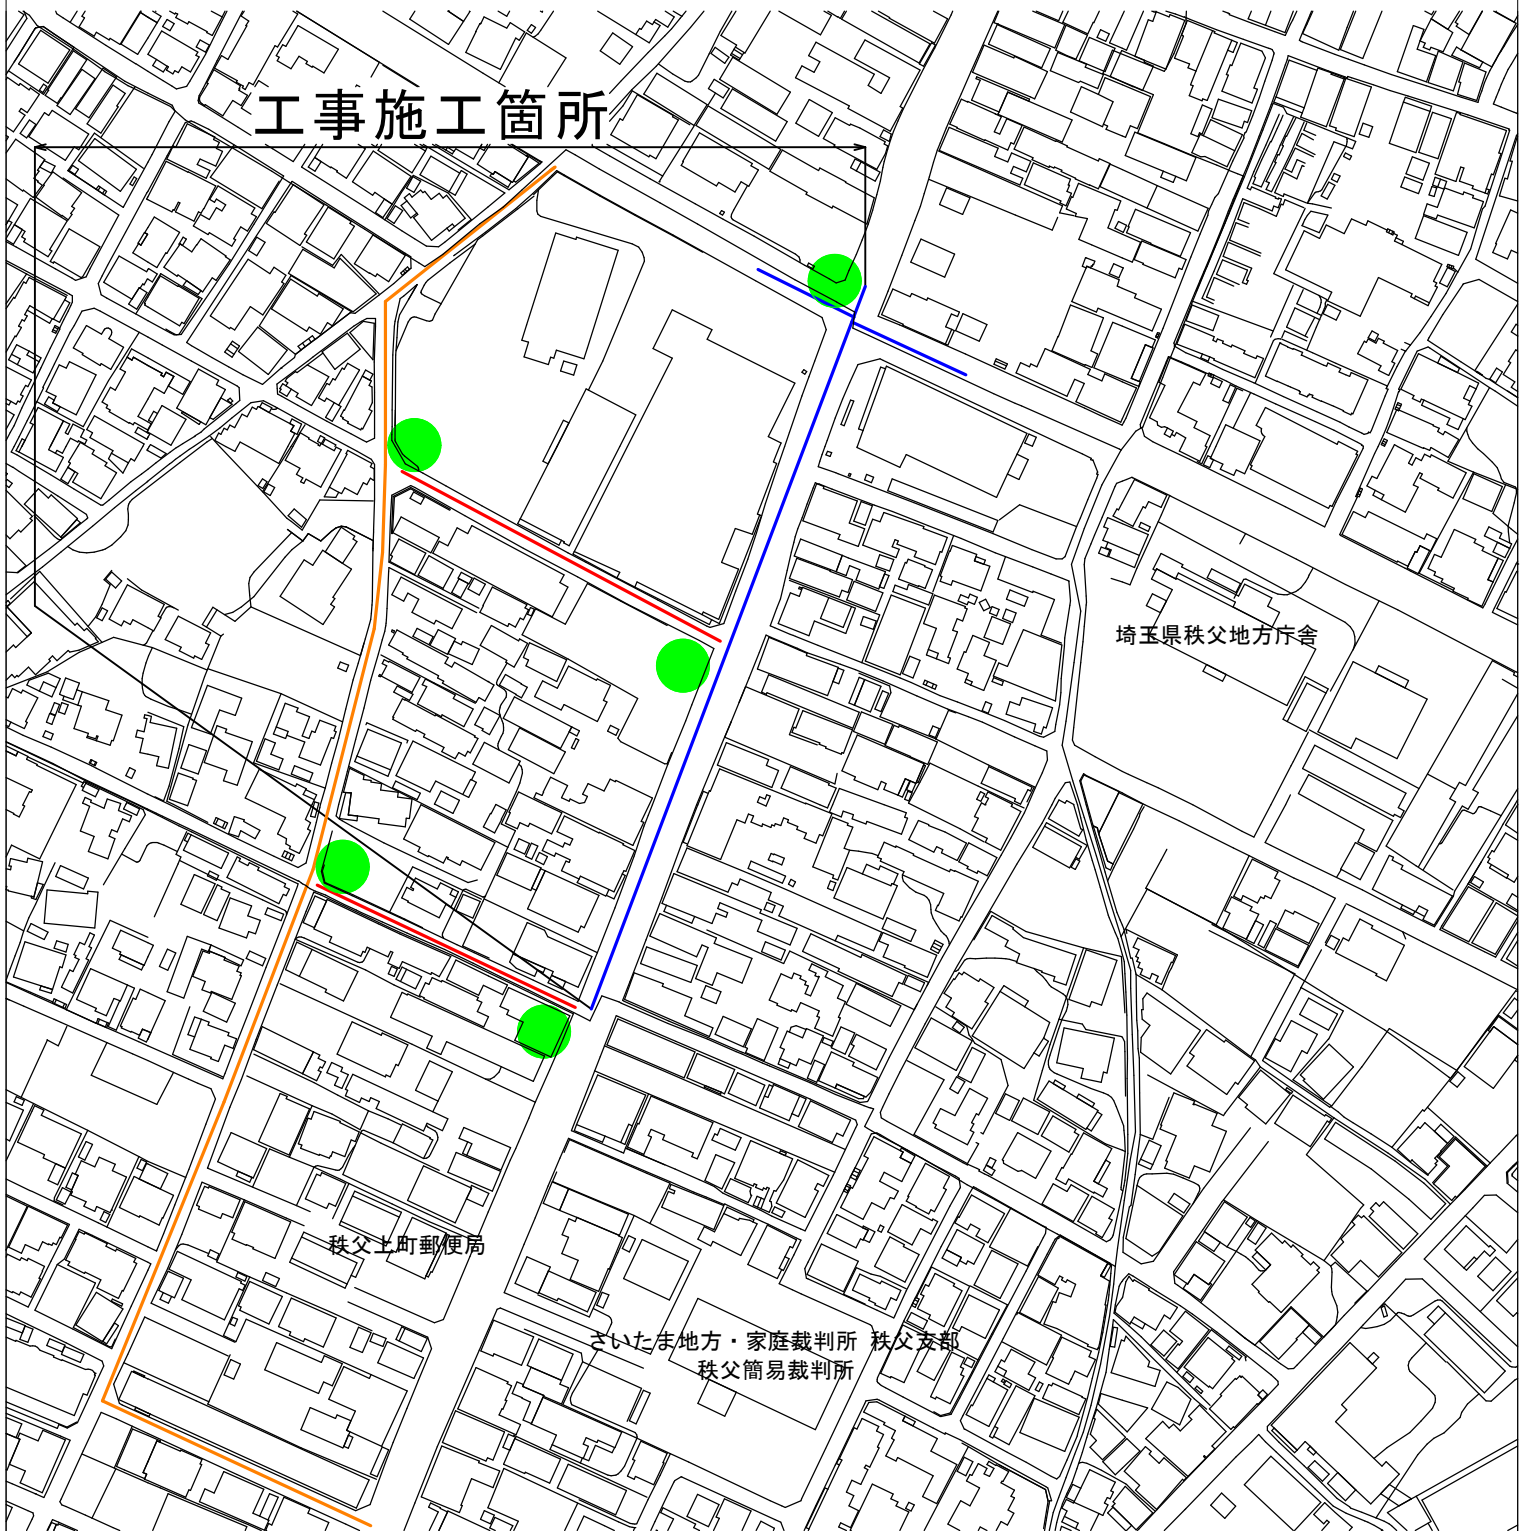 工事施工箇所
埼玉県秩父地方庁舎
秩父上町郵便局
さいたま地方・家庭裁判所 秩父支部
秩父簡易裁判所